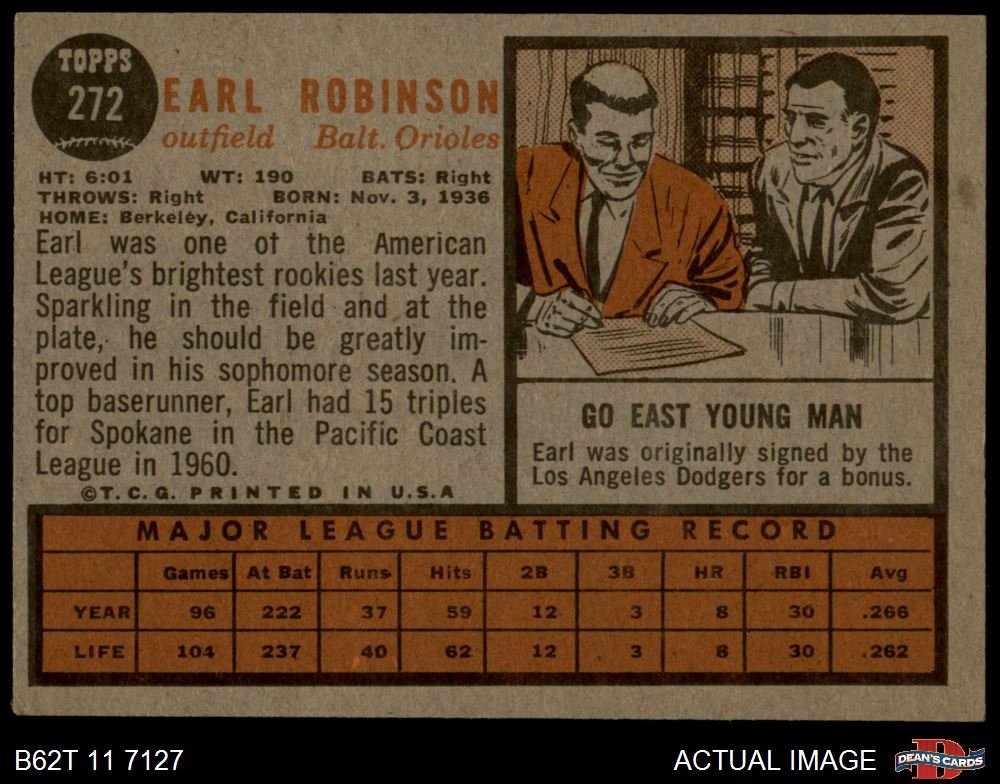 TOPPS
272
EARL ROBINSON
outfield Balt. Orioles
HT: 6:01 WT: 190 BATS: Right
THROWS: Right BORN: Nov. 3, 1936
HOME: Berkeley, California
Earl was one of the American
League's brightest rookies last year.
Sparkling in the field and at the
plate, he should be greatly im-
proved in his sophomore season. A
top baserunner, Earl had 15 triples
for Spokane in the Pacific Coast
League in 1960.
©T.C.G. PRINTED IN U.S.A
GO EAST YOUNG MAN
Earl was originally signed by the
Los Angeles Dodgers for a bonus.
MAJOR LEAGUE BATTING RECORD
Games At Bat Runs Hits 2B 3B HR RBI Avg
YEAR 96 222 37 59 12 3 8 30 .266
LIFE 104 237 40 62 12 3 8 30 .262
B62T 11 7127 ACTUAL IMAGE
DEAN'S CARDS